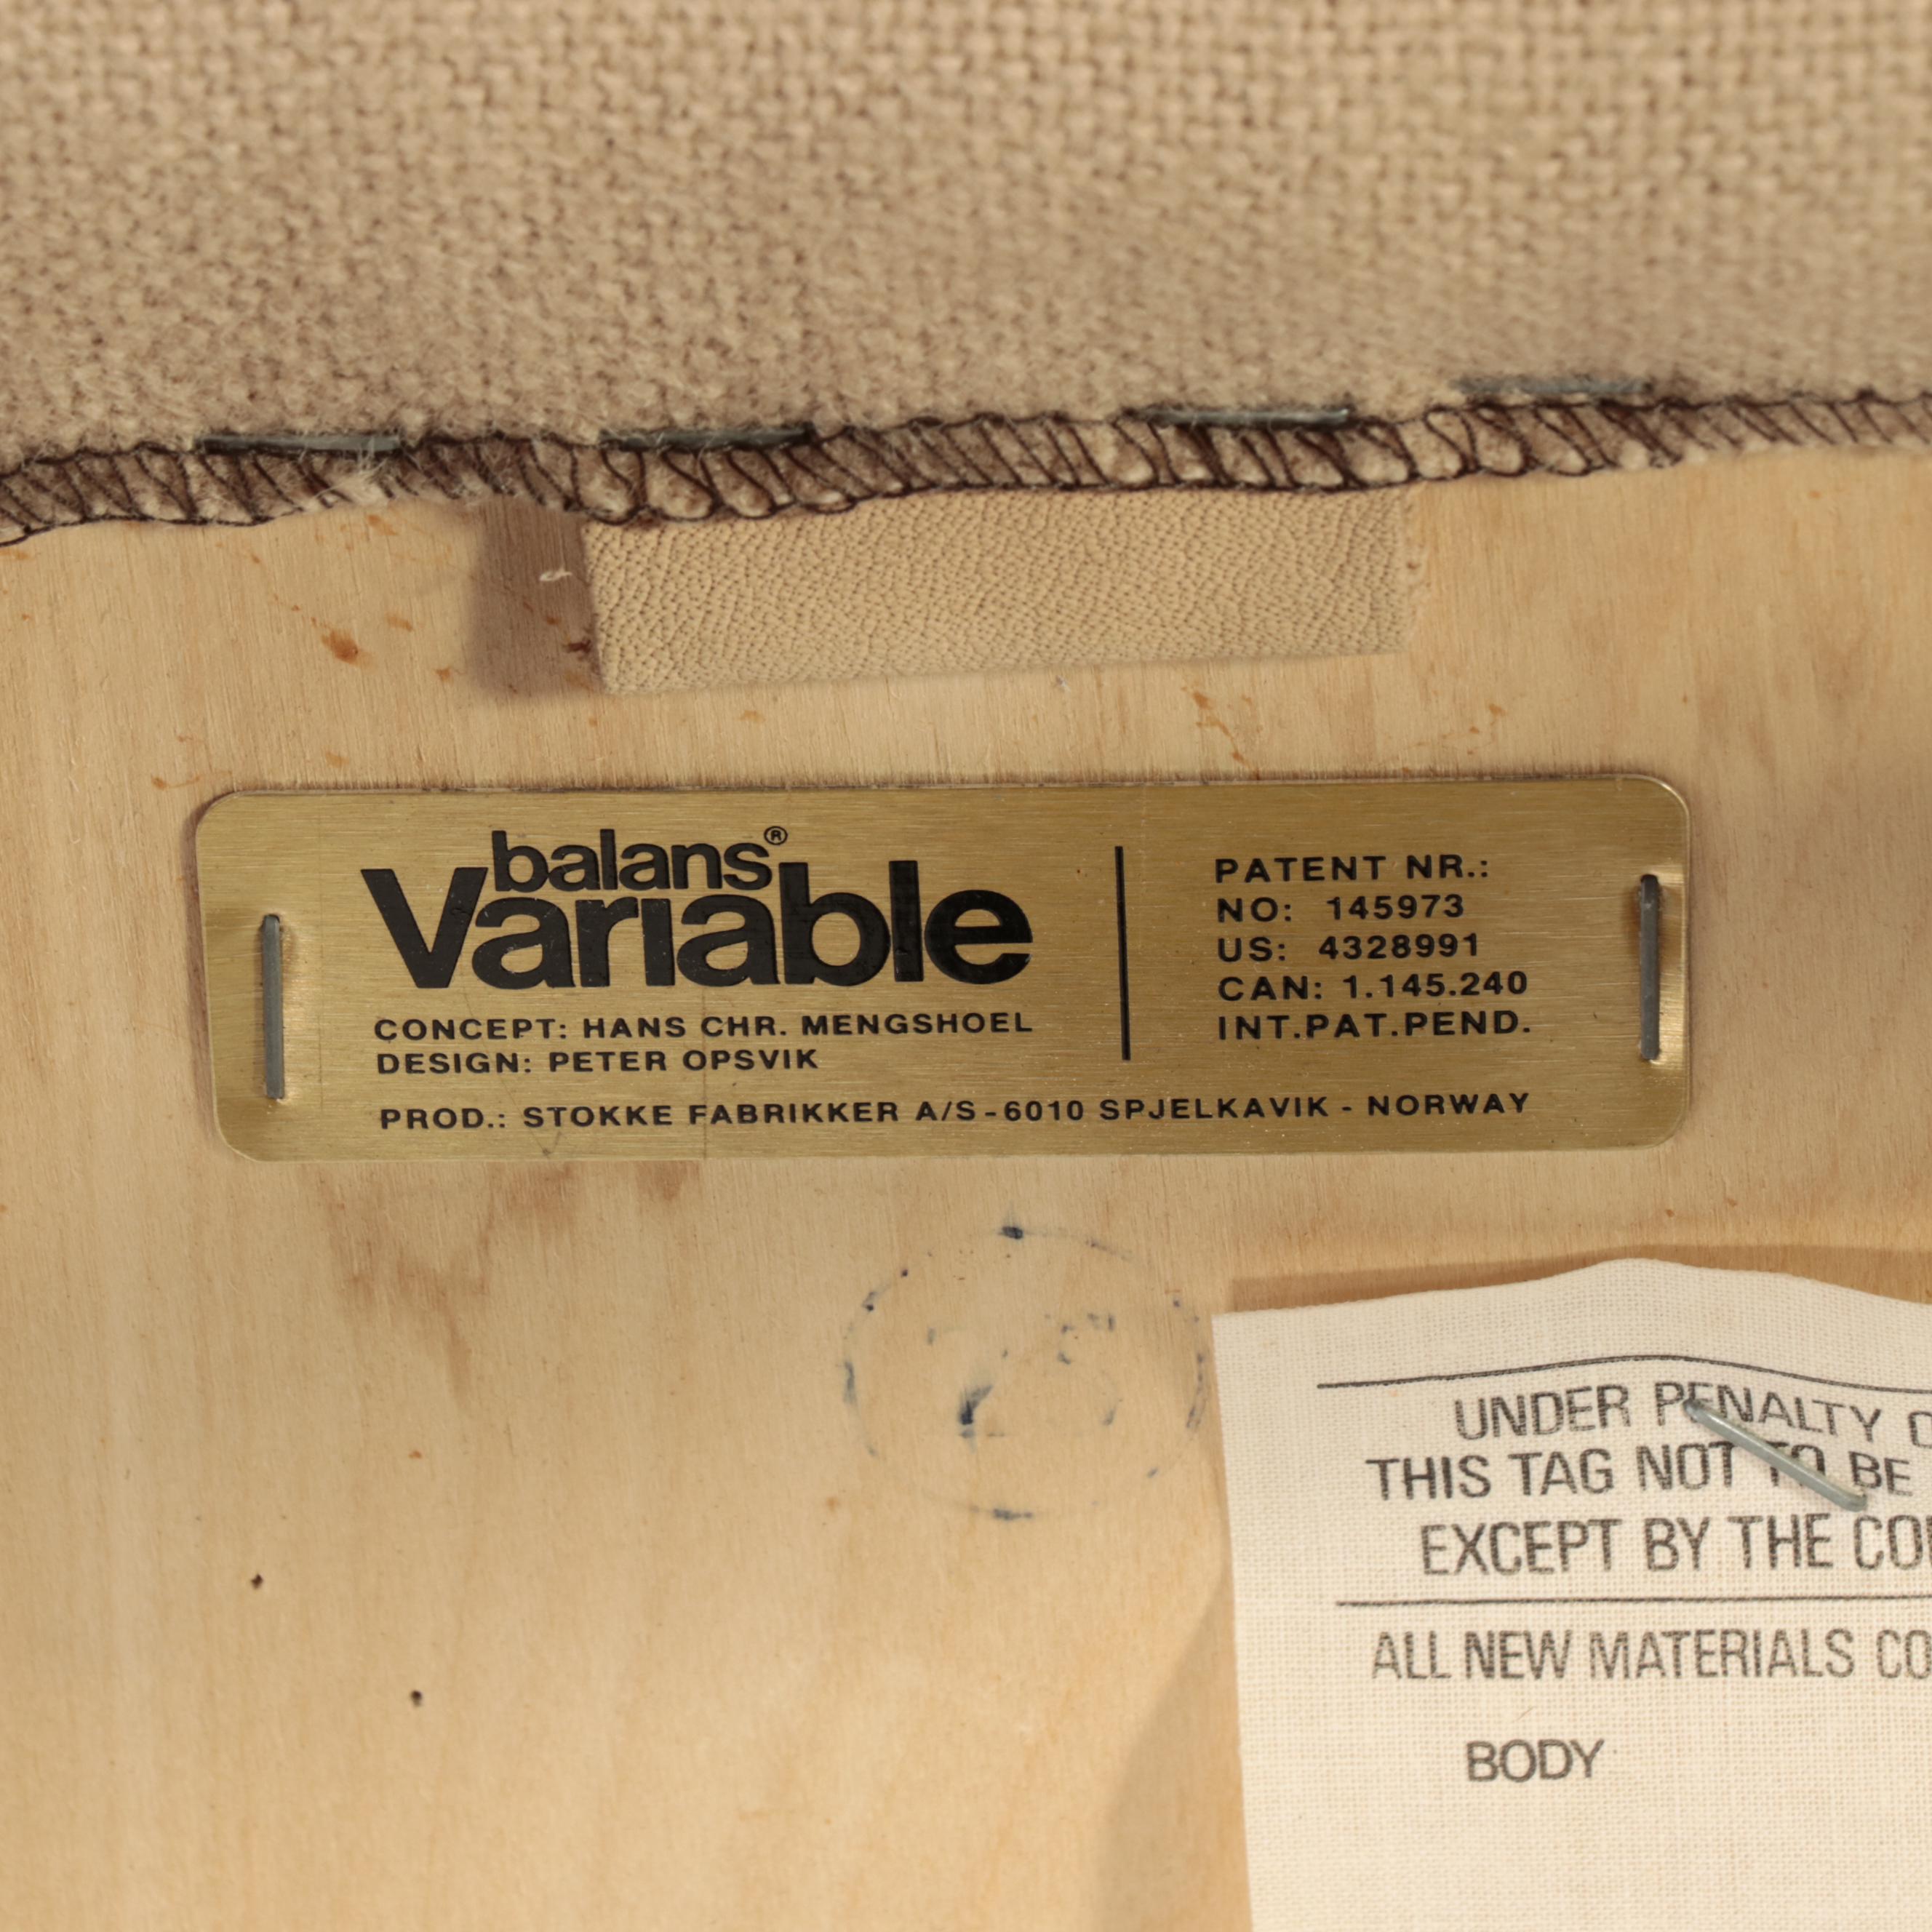 balans®
Variable
CONCEPT: HANS CHR. MENGSHOEL
DESIGN: PETER OPSVIK
PROD.: STOKKE FABRIKKER A/S-6010 SPJELKAVIK - NORWAY
PATENT NR.:
NO: 145973
US: 4328991
CAN: 1.145.240
INT.PAT.PEND.
UNDER PENALTY
THIS TAG NOT TO BE
EXCEPT BY THE
ALL NEW MATERIALS
BODY